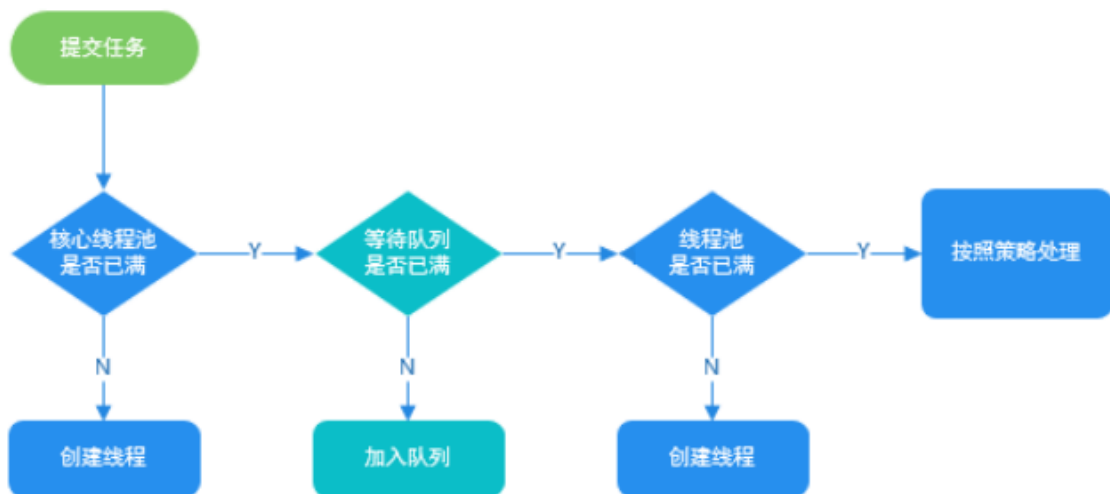 提交任务
核心线程池
是否已满
Y
等待队列
是否已满
Y
线程池
是否已满
Y
按照策略处理
N
N
N
创建线程
加入队列
创建线程